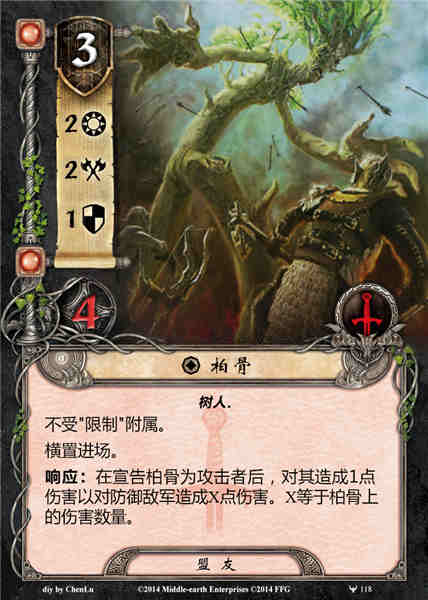 3
2
2
1
4
柏骨
树人.
不受"限制"附属。
横置进场。
响应：在宣告柏骨为攻击者后，对其造成1点
伤害以对防御敌军造成X点伤害。X等于柏骨上
的伤害数量。
盟友
diy by ChenLu ©2014 Middle-earth Enterprises ©2014 FFG 118